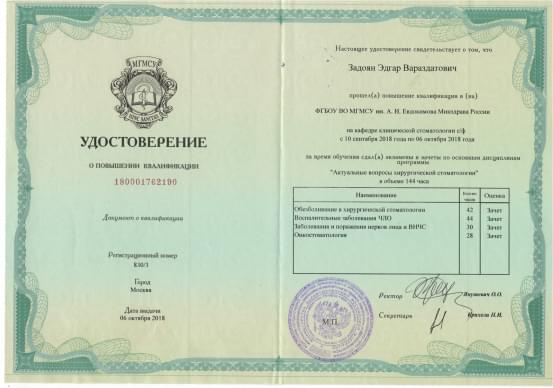 МГМСУ
УДОСТОВЕРЕНИЕ
О ПОВЫШЕНИИ КВАЛИФИКАЦИИ
180001762190
Документ о квалификации
Регистрационный номер
830/3
Город
Москва
Дата выдачи
06 октября 2018
Настоящее удостоверение свидетельствует о том, что
Задоян Эдгар Вараздатович
прошел(а) повышение квалификации в (на)
ФГБОУ ВО МГМСУ им. А. И. Евдокимова Минздрава России
на кафедре клинической стоматологии с/ф
с 10 сентября 2018 года по 06 октября 2018 года
за время обучения сдал(а) экзамены и зачеты по основным дисциплинам
программы
"Актуальные вопросы хирургической стоматологии"
в объеме 144 часа
Наименование Кол-во часов Оценка
Обезболивание в хирургической стоматологии 42 Зачет
Воспалительные заболевания ЧЛО 44 Зачет
Заболевания и поражения нервов лица и ВНЧС 30 Зачет
Онкостоматология 28 Зачет
Ректор Янушевич О.О.
М.П.
Секретарь Крихели Н.И.